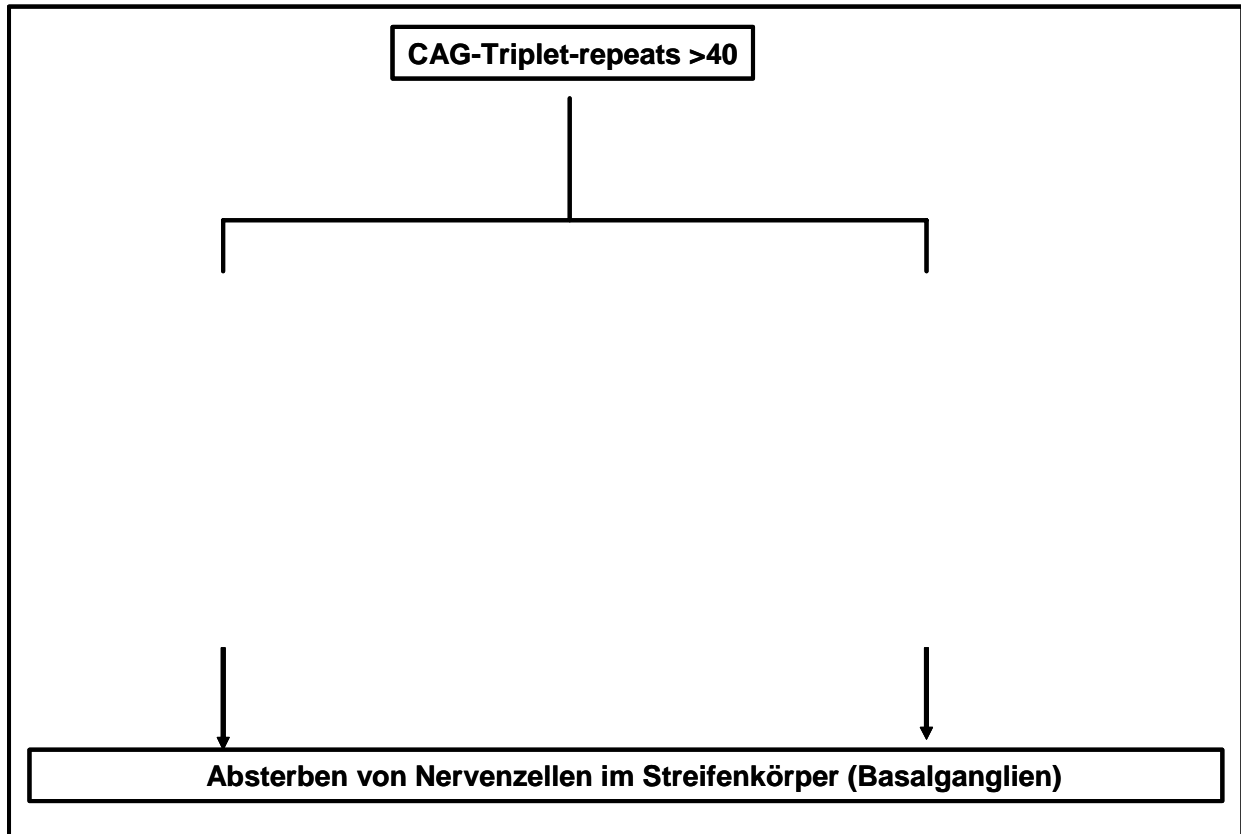 CAG-Triplet-repeats >40
Absterben von Nervenzellen im Streifenkörper (Basalganglien)